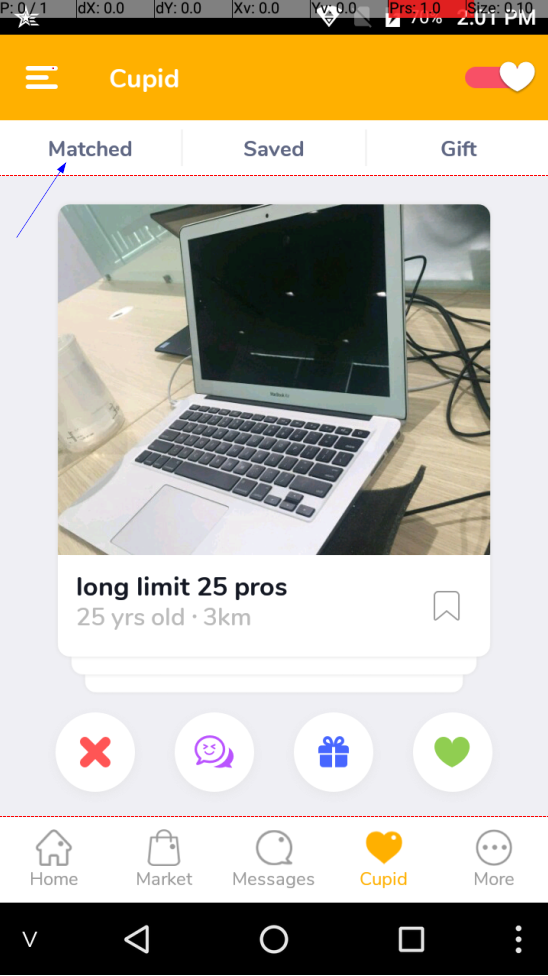 P: 0 / 1 dX: 0.0 dY: 0.0 Xv: 0.0 Yv: 0.0 Prs: 1.0 Size: 0.10
70% 2:01 PM
Cupid
Matched Saved Gift
long limit 25 pros
25 yrs old · 3km
Home Market Messages Cupid More